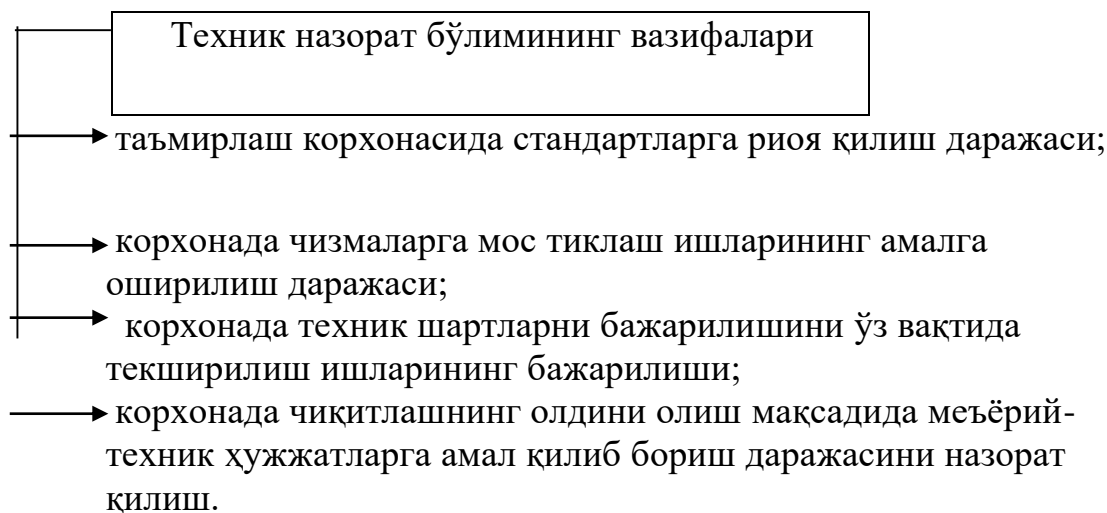 Техник назорат бўлимининг вазифалари
таъмирлаш корхонасида стандартларга риоя қилиш даражаси;
корхонада чизмаларга мос тиклаш ишларининг амалга
оширилиш даражаси;
корхонада техник шартларни бажарилишини ўз вақтида
текширилиш ишларининг бажарилиши;
корхонада чиқитлашнинг олдини олиш мақсадида меъёрий-
техник ҳужжатларга амал қилиб бориш даражасини назорат
қилиш.